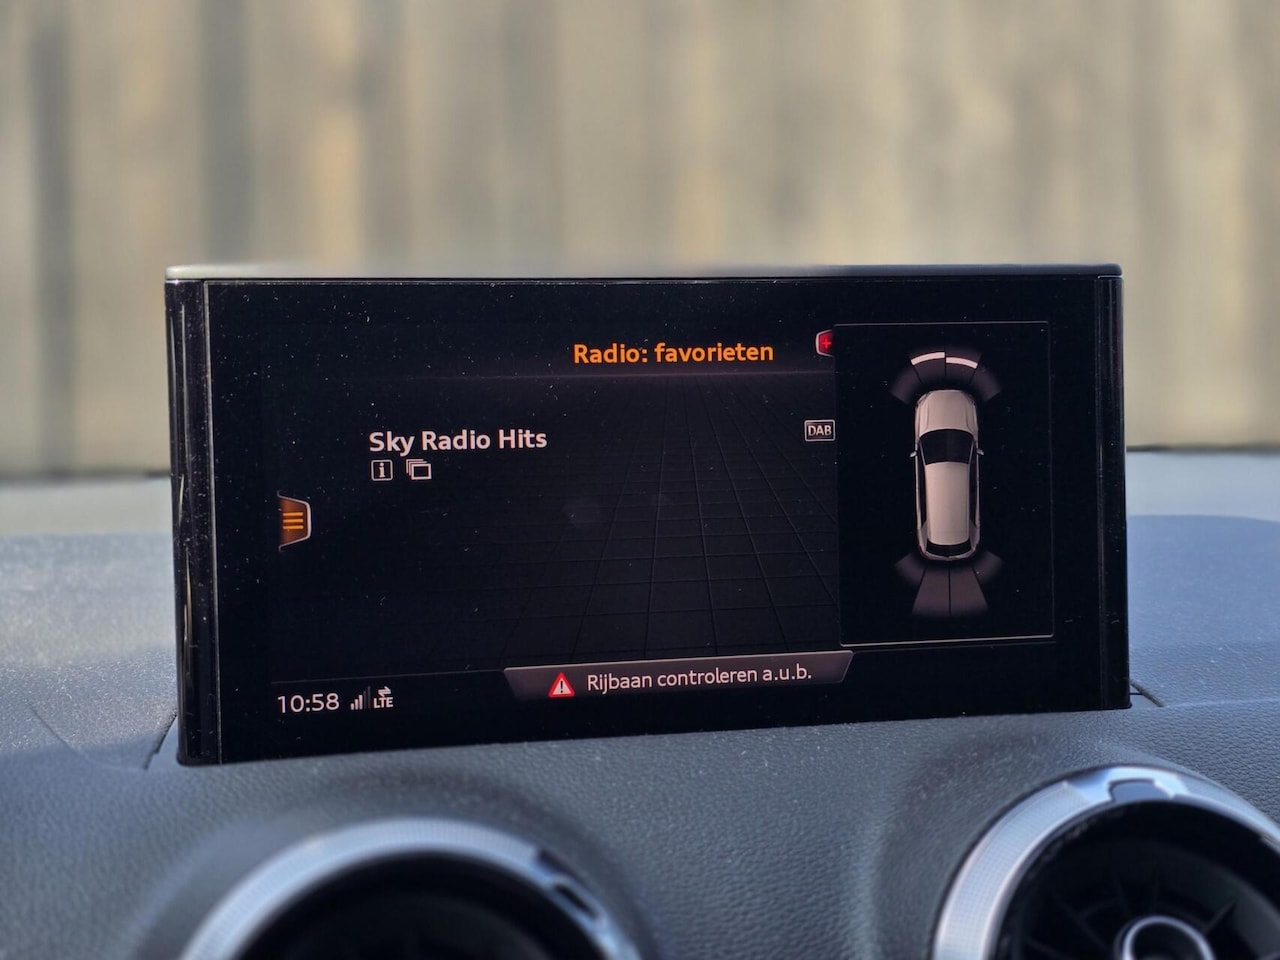 Radio: favorieten
Sky Radio Hits
DAB
Rijbaan controleren a.u.b.
10:58
LTE